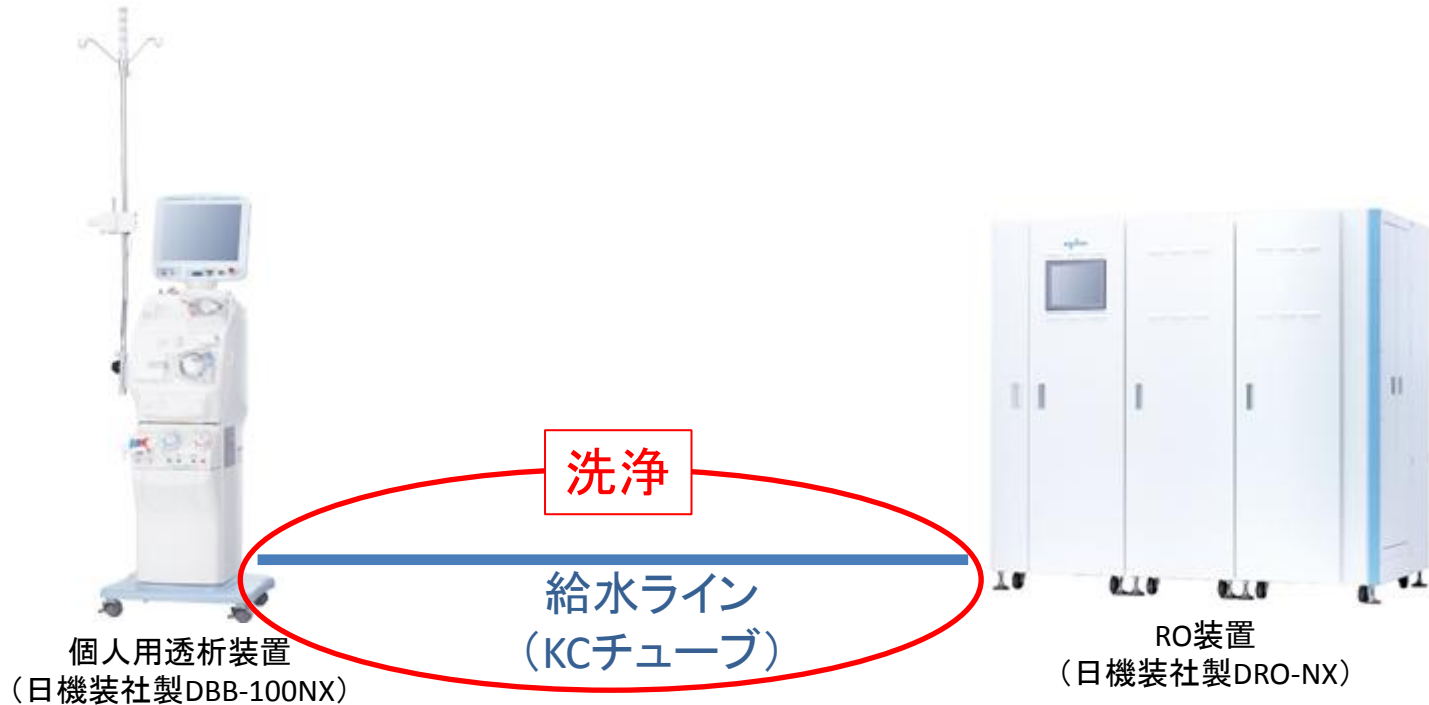 洗浄
給水ライン
（KCチューブ）
個人用透析装置
（日機装社製DBB-100NX）
RO装置
（日機装社製DRO-NX）